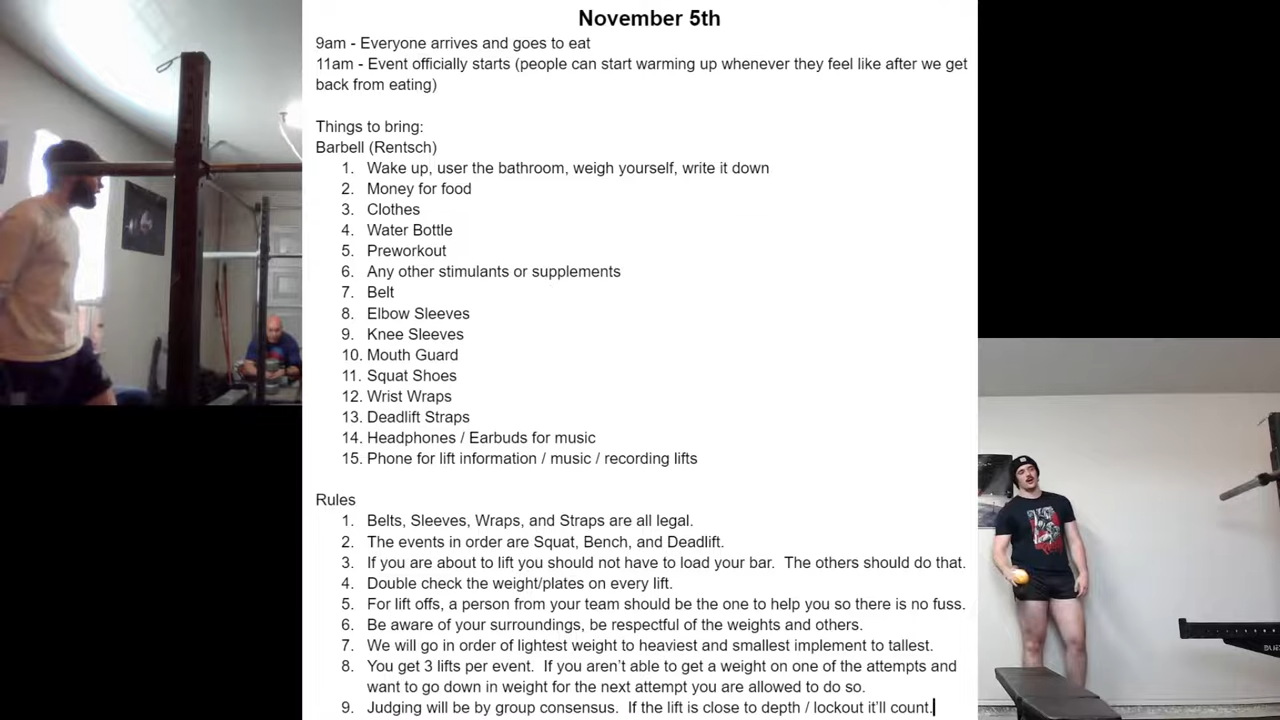 November 5th
9am - Everyone arrives and goes to eat
11am - Event officially starts (people can start warming up whenever they feel like after we get
back from eating)
Things to bring:
Barbell (Rentsch)
1. Wake up, user the bathroom, weigh yourself, write it down
2. Money for food
3. Clothes
4. Water Bottle
5. Preworkout
6. Any other stimulants or supplements
7. Belt
8. Elbow Sleeves
9. Knee Sleeves
10. Mouth Guard
11. Squat Shoes
12. Wrist Wraps
13. Deadlift Straps
14. Headphones / Earbuds for music
15. Phone for lift information / music / recording lifts
Rules
1. Belts, Sleeves, Wraps, and Straps are all legal.
2. The events in order are Squat, Bench, and Deadlift.
3. If you are about to lift you should not have to load your bar.  The others should do that.
4. Double check the weight/plates on every lift.
5. For lift offs, a person from your team should be the one to help you so there is no fuss.
6. Be aware of your surroundings, be respectful of the weights and others.
7. We will go in order of lightest weight to heaviest and smallest implement to tallest.
8. You get 3 lifts per event.  If you aren't able to get a weight on one of the attempts and
want to go down in weight for the next attempt you are allowed to do so.
9. Judging will be by group consensus.  If the lift is close to depth / lockout it'll count.